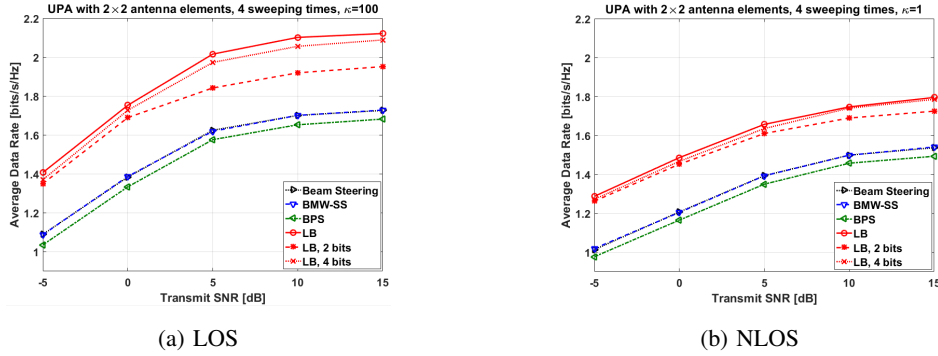 UPA with 2×2 antenna elements, 4 sweeping times, κ=100
2.2
2
1.8
1.6
1.4
1.2
1
Average Data Rate [bits/s/Hz]
Beam Steering
BMW-SS
BPS
LB
LB, 2 bits
LB, 4 bits
-5
0
5
10
15
Transmit SNR [dB]
(a) LOS
UPA with 2×2 antenna elements, 4 sweeping times, κ=1
2.2
2
1.8
1.6
1.4
1.2
1
Average Data Rate [bits/s/Hz]
Beam Steering
BMW-SS
BPS
LB
LB, 2 bits
LB, 4 bits
-5
0
5
10
15
Transmit SNR [dB]
(b) NLOS